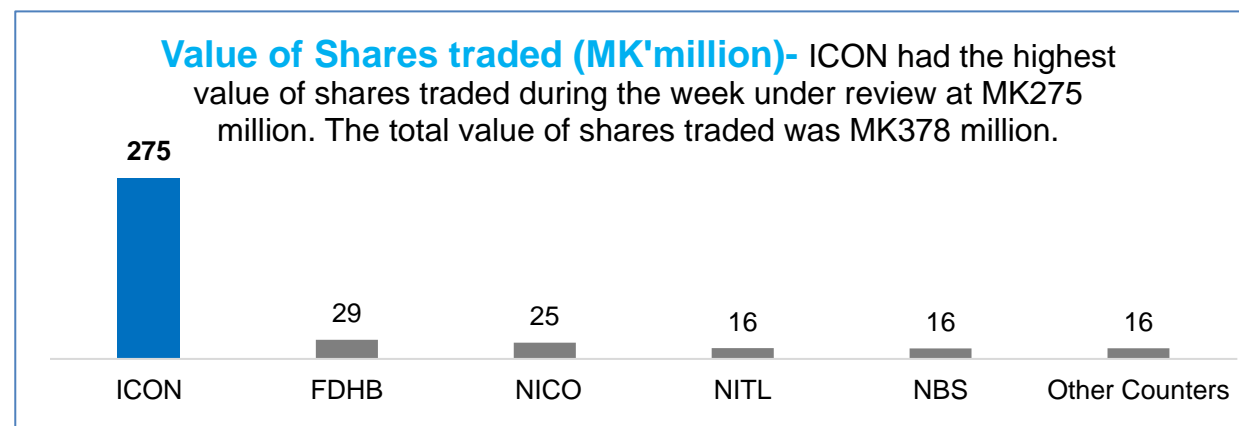 Value of Shares traded (MK'million)- ICON had the highest
value of shares traded during the week under review at MK275
million. The total value of shares traded was MK378 million.
275
29
25
16
16
16
ICON
FDHB
NICO
NITL
NBS
Other Counters